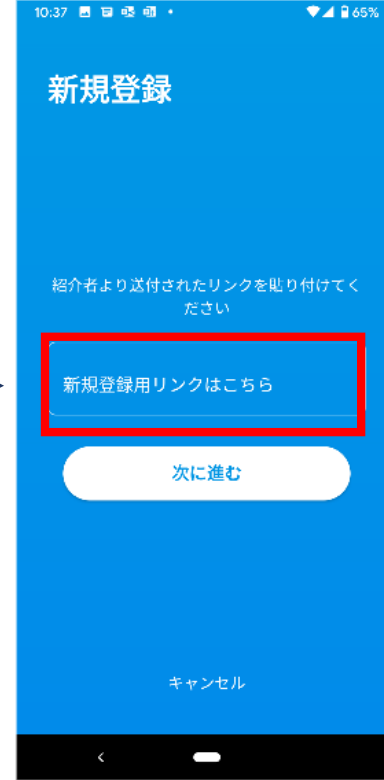 10:37 65%
新規登録
紹介者より送付されたリンクを貼り付けてく
ださい
新規登録用リンクはこちら
次に進む
キャンセル